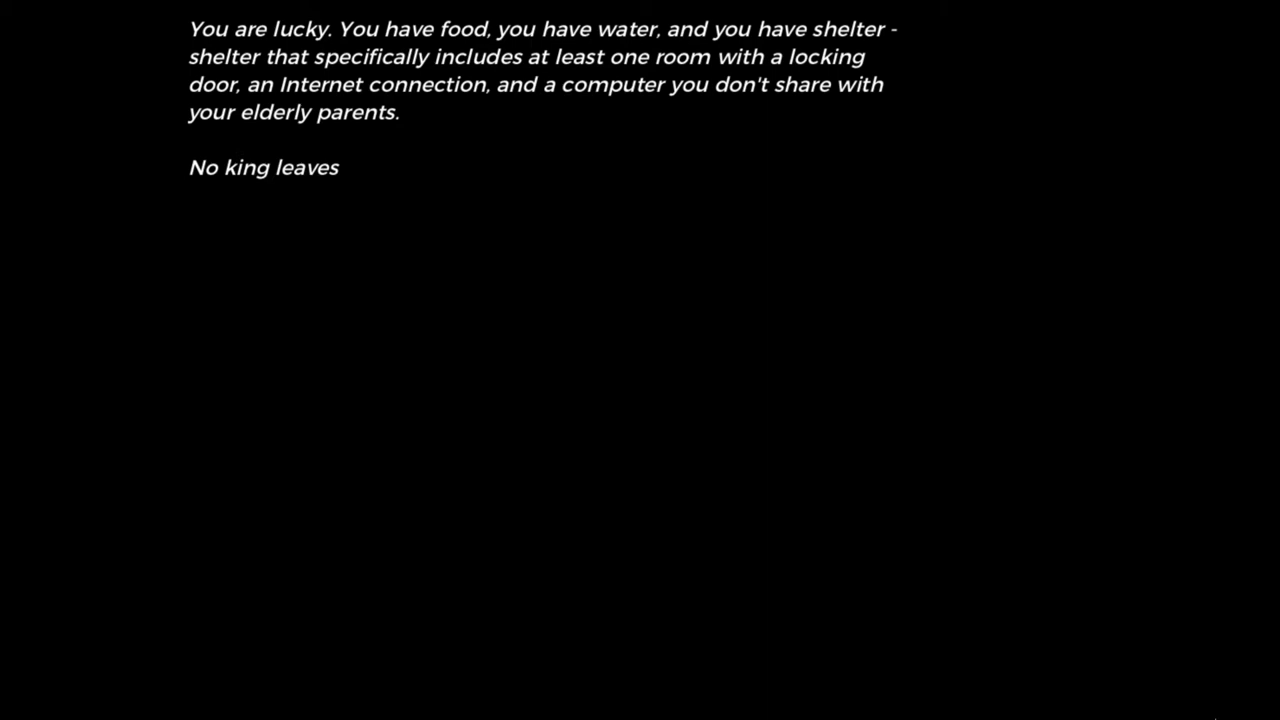 You are lucky. You have food, you have water, and you have shelter -
shelter that specifically includes at least one room with a locking
door, an Internet connection, and a computer you don't share with
your elderly parents.
No king leaves